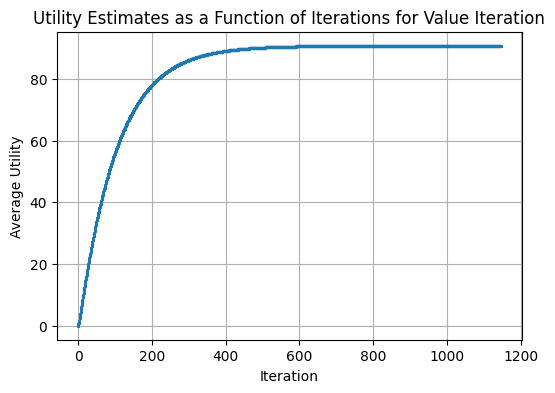 Utility Estimates as a Function of Iterations for Value Iteration
Average Utility
80
60
40
20
0
0 200 400 600 800 1000 1200
Iteration